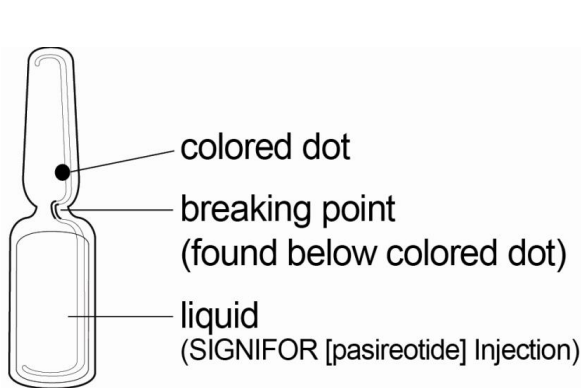 colored dot
breaking point
(found below colored dot)
liquid
(SIGNIFOR [pasireotide] Injection)